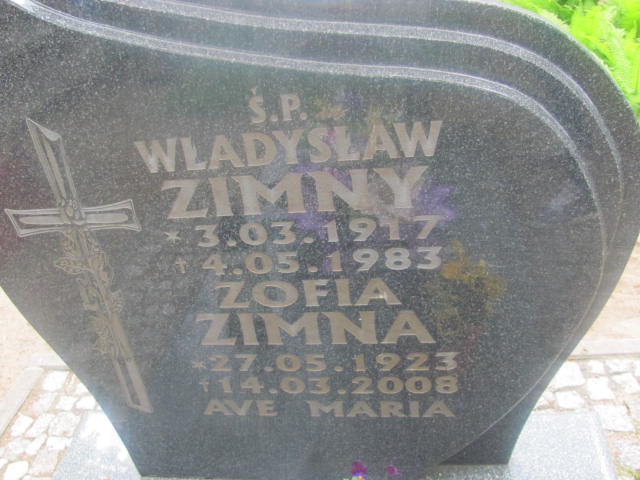 Ś.P.
WŁADYSŁAW
ZIMNY
* 3.03.1917
† 4.05.1983
ZOFIA
ZIMNA
*27.05.1923
†14.03.2008
AVE MARIA